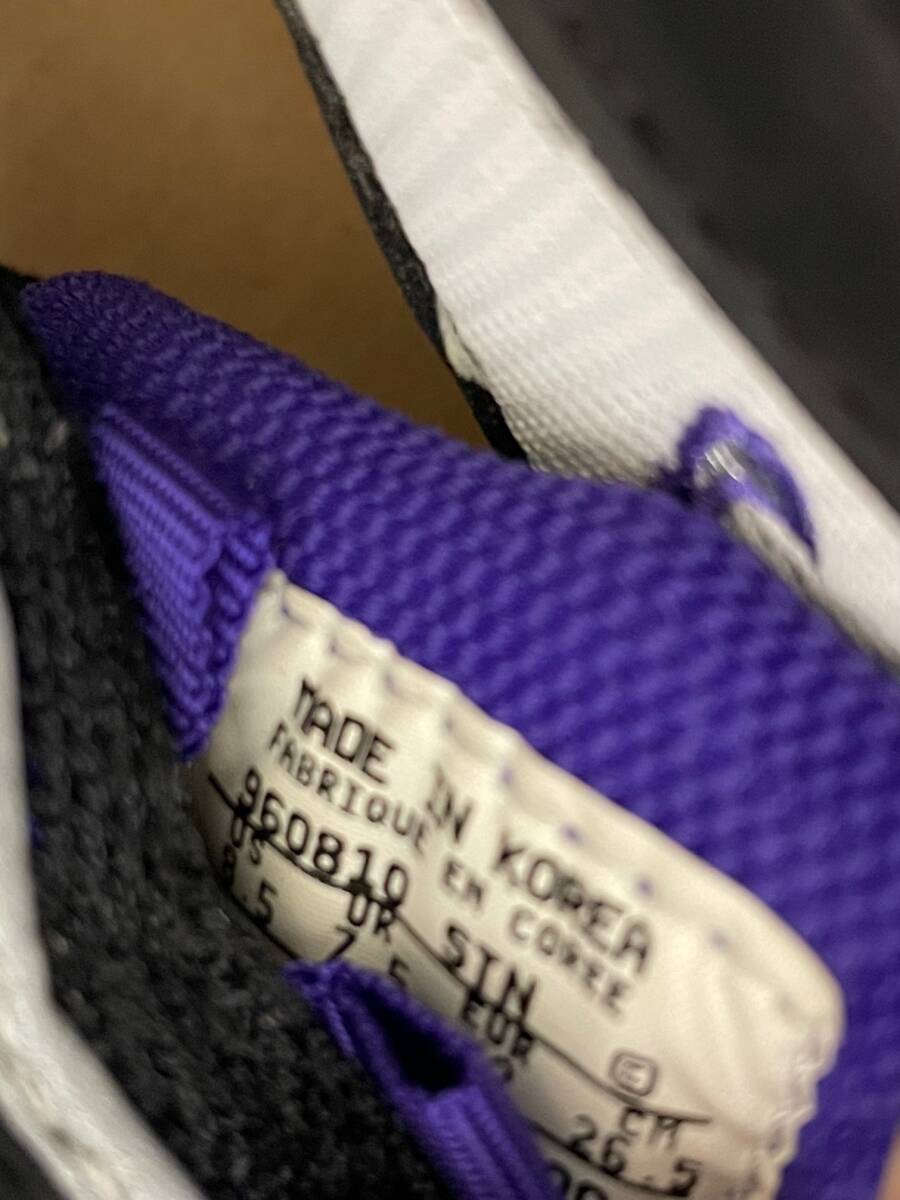 MADE IN KOREA
FABRIQUE EN COREE
960810 SIN E
US UK EUR CM
8.5 7.5 26.5